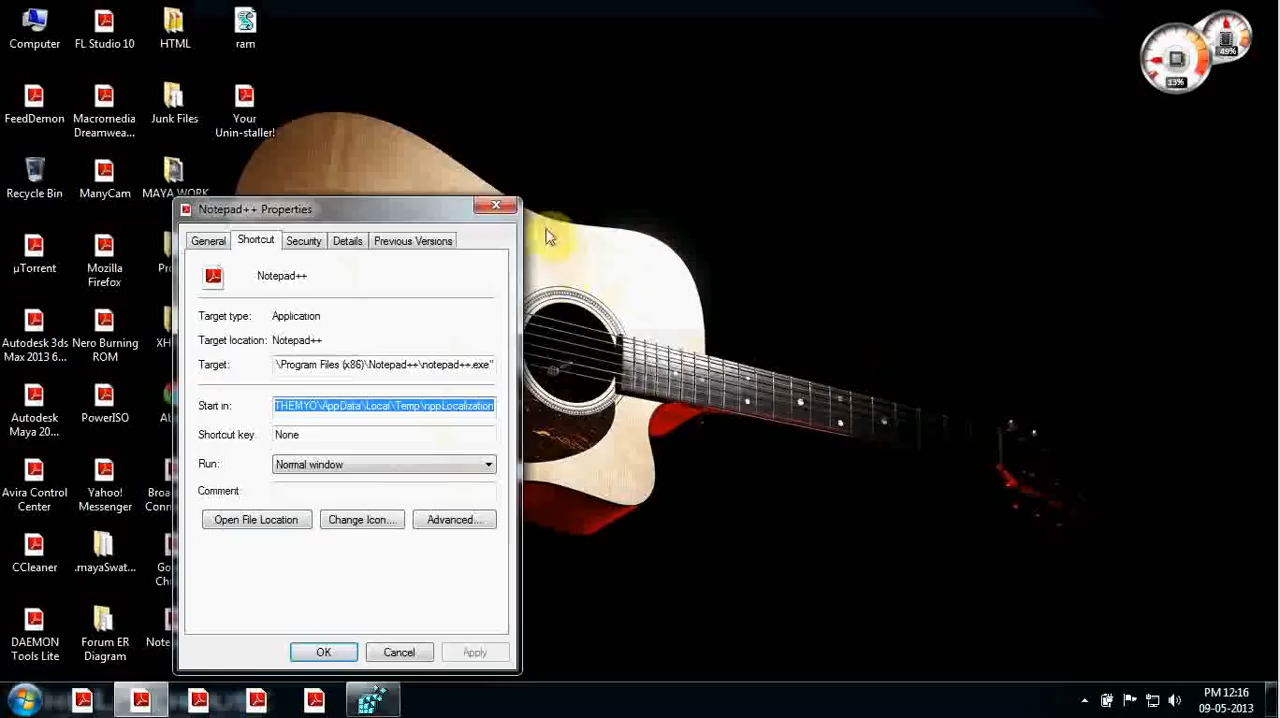 Computer
FL Studio 10
HTML
ram
FeedDemon
Macromedia
Dreamwea...
Junk Files
Your
Unin-staller!
Recycle Bin
ManyCam
MAYA WORK
µTorrent
Mozilla
Firefox
Autodesk 3ds
Max 2013 6...
Nero Burning
ROM
Autodesk
Maya 20...
PowerISO
Avira Control
Center
Yahoo!
Messenger
CCleaner
.mayaSwat...
DAEMON
Tools Lite
Forum ER
Diagram
49%
13%
Notepad++ Properties
General
Shortcut
Security
Details
Previous Versions
Notepad++
Target type: Application
Target location: Notepad++
Target: \Program Files (x86)\Notepad++\notepad++.exe"
Start in: THEMYO\AppData\Local\Temp\nppLocalization
Shortcut key: None
Run: Normal window
Comment:
Open File Location
Change Icon...
Advanced...
OK
Cancel
Apply
PM 12:16
09-05-2013